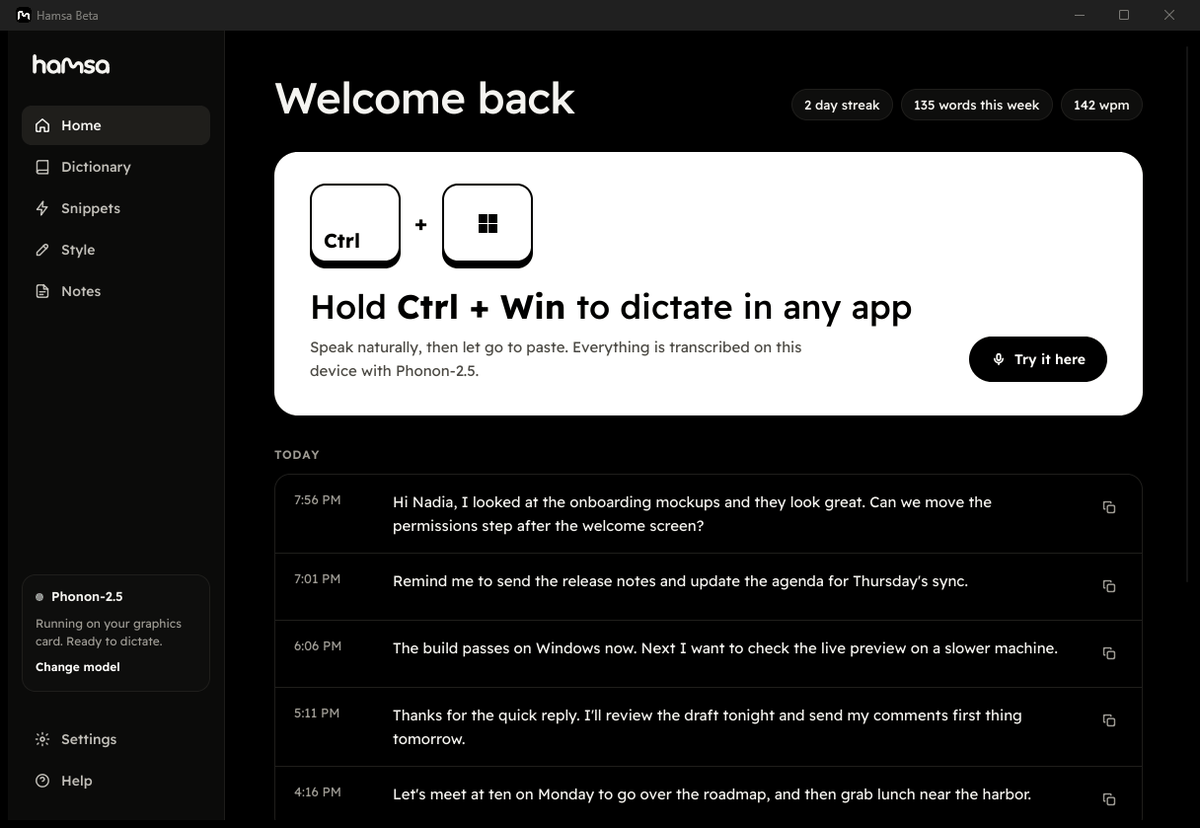 Hamsa Beta
hamsa
Home
Dictionary
Snippets
Style
Notes
Phonon-2.5
Running on your graphics
card. Ready to dictate.
Change model
Settings
Help
Welcome back
2 day streak
135 words this week
142 wpm
Ctrl
+
Hold Ctrl + Win to dictate in any app
Speak naturally, then let go to paste. Everything is transcribed on this
device with Phonon-2.5.
Try it here
TODAY
7:56 PM
Hi Nadia, I looked at the onboarding mockups and they look great. Can we move the
permissions step after the welcome screen?
7:01 PM
Remind me to send the release notes and update the agenda for Thursday's sync.
6:06 PM
The build passes on Windows now. Next I want to check the live preview on a slower machine.
5:11 PM
Thanks for the quick reply. I'll review the draft tonight and send my comments first thing
tomorrow.
4:16 PM
Let's meet at ten on Monday to go over the roadmap, and then grab lunch near the harbor.